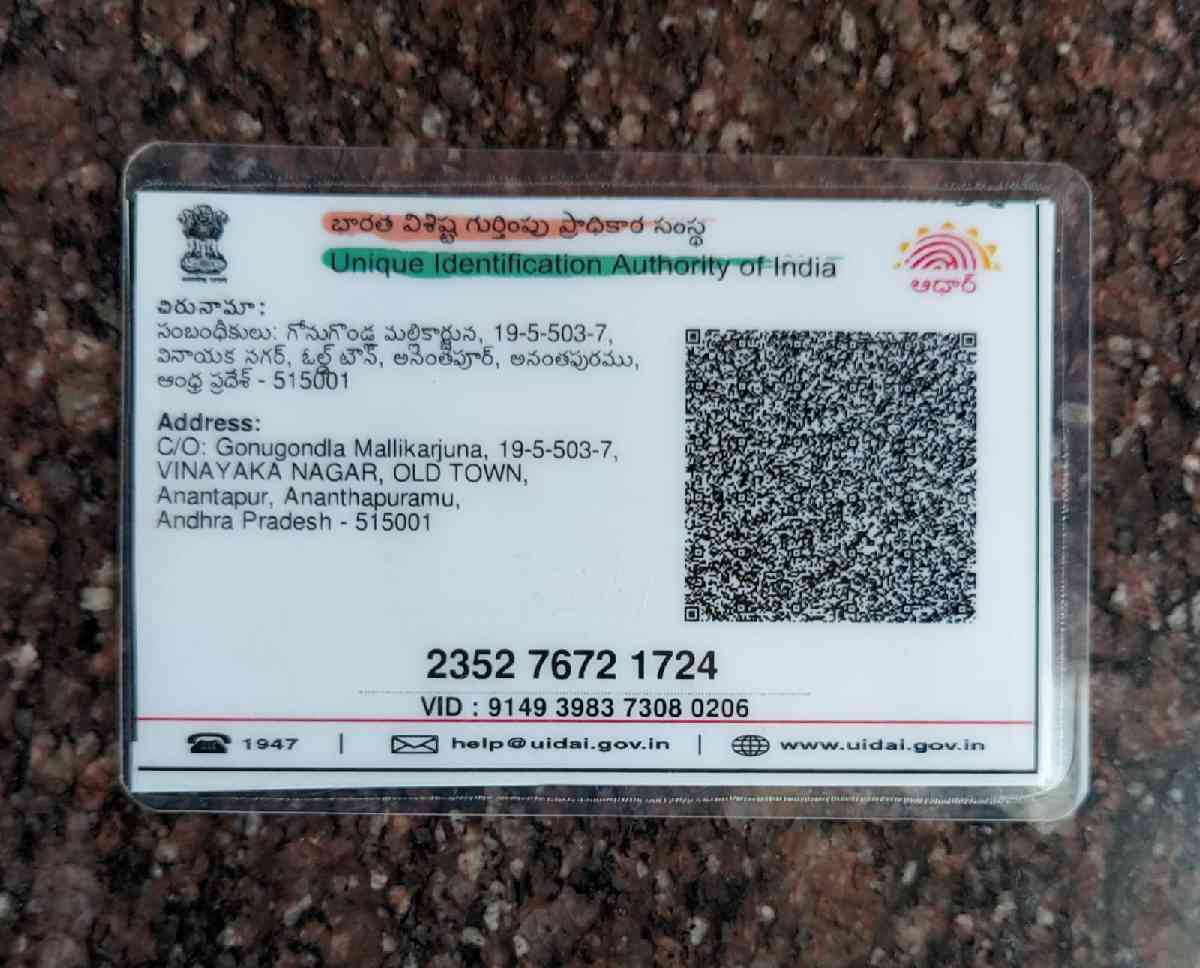 భారత విశిష్ట గుర్తింపు ప్రాధికార సంస్థ
Unique Identification Authority of India
ఆధార్
చిరునామా:
సంబంధీకులు: గోనుగొండ్ల మల్లికార్జున, 19-5-503-7,
వినాయక నగర్, ఓల్డ్ టౌన్, అనంతపూర్, అనంతపురము,
ఆంధ్ర ప్రదేశ్ - 515001
Address:
C/O: Gonugondla Mallikarjuna, 19-5-503-7,
VINAYAKA NAGAR, OLD TOWN,
Anantapur, Ananthapuramu,
Andhra Pradesh - 515001
2352 7672 1724
VID : 9149 3983 7308 0206
1947 | help@uidai.gov.in | www.uidai.gov.in